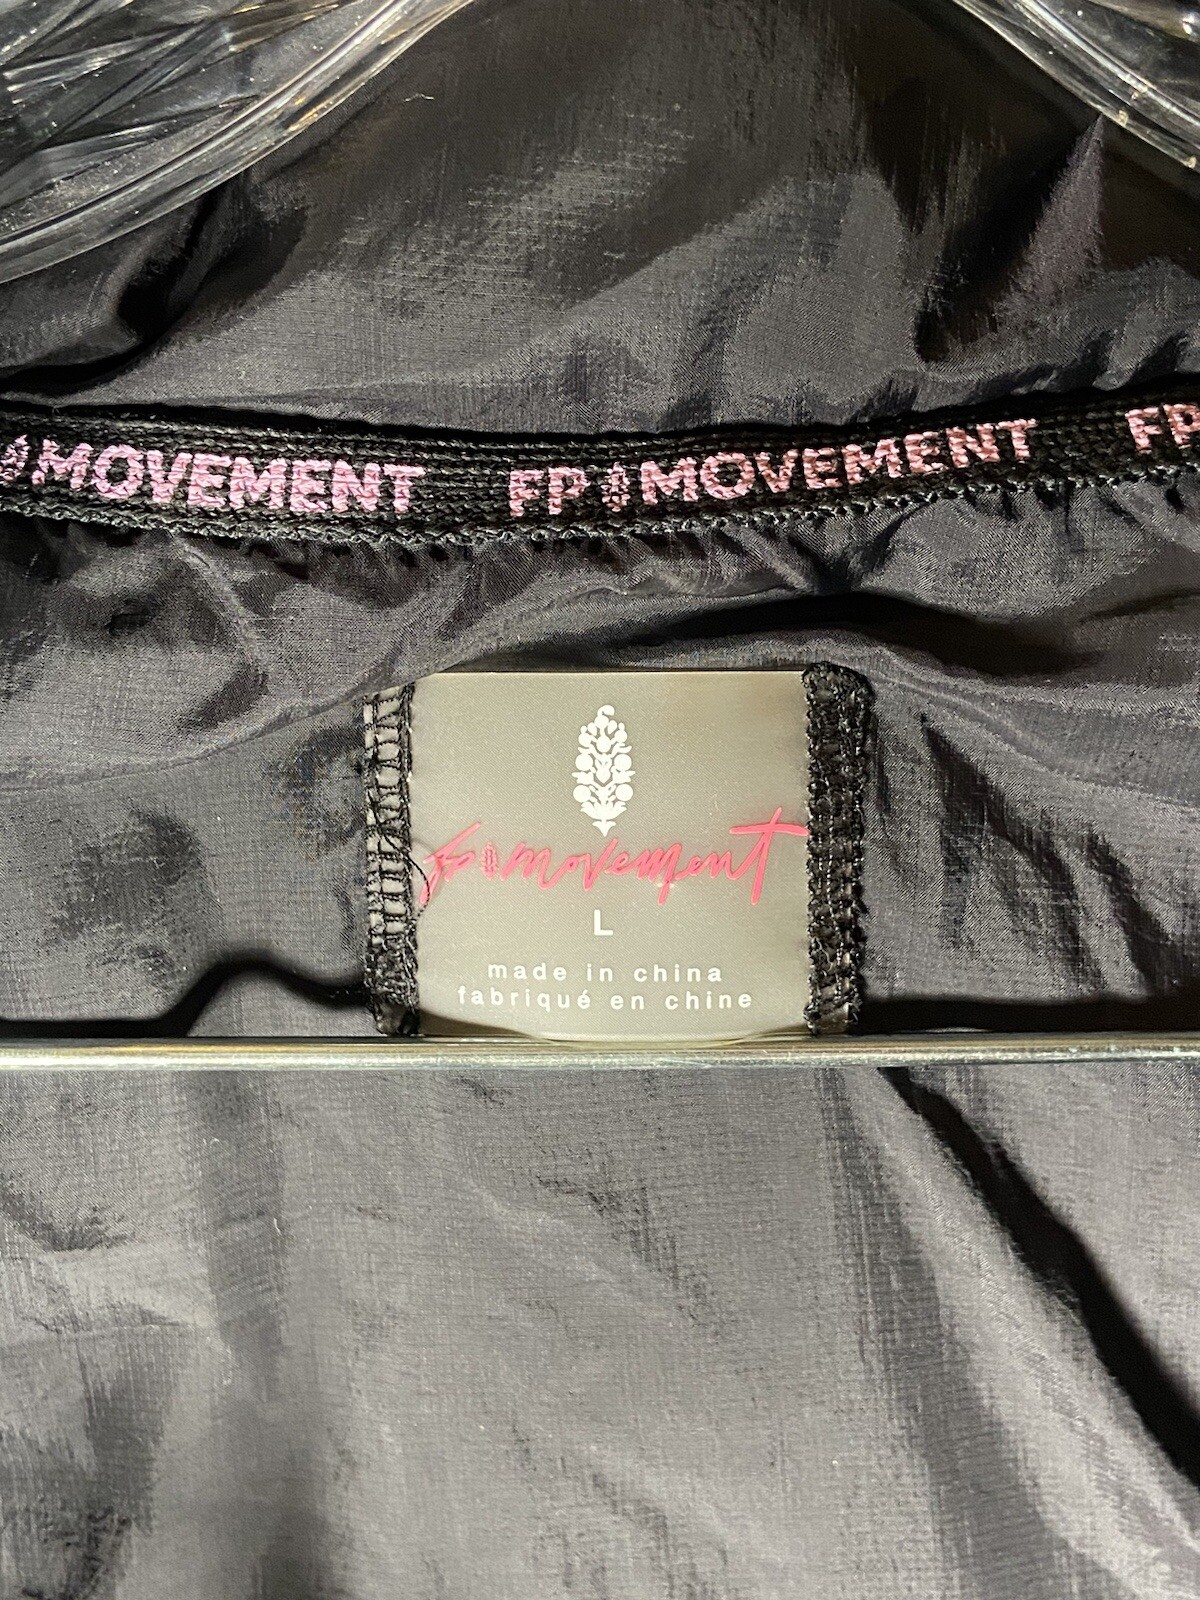 MOVEMENT FP MOVEMENT FP
fp movement
L
made in china
fabriqué en chine